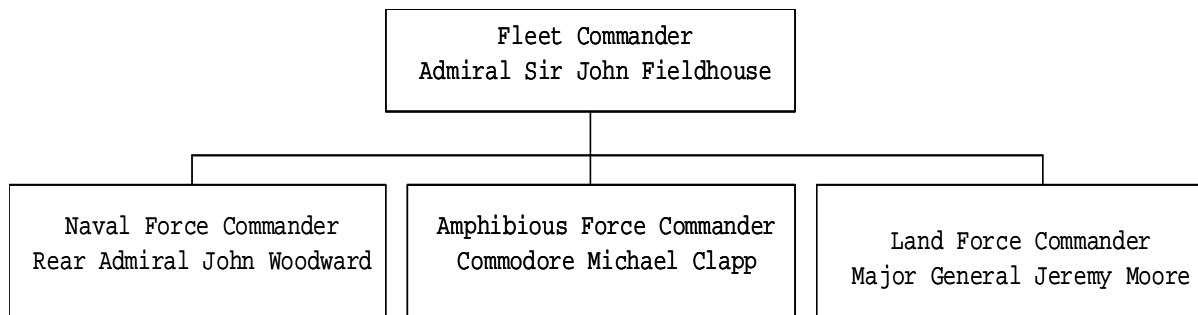 Fleet Commander
Admiral Sir John Fieldhouse
Naval Force Commander
Rear Admiral John Woodward
Amphibious Force Commander
Commodore Michael Clapp
Land Force Commander
Major General Jeremy Moore